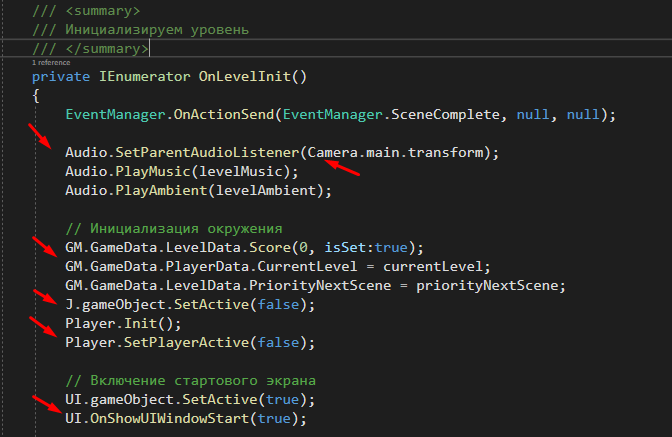 /// <summary>
/// Инициализируем уровень
/// </summary>
1 reference
private IEnumerator OnLevelInit()
{
EventManager.OnActionSend(EventManager.SceneComplete, null, null);
Audio.SetParentAudioListener(Camera.main.transform);
Audio.PlayMusic(levelMusic);
Audio.PlayAmbient(levelAmbient);
// Инициализация окружения
GM.GameData.LevelData.Score(0, isSet:true);
GM.GameData.PlayerData.CurrentLevel = currentLevel;
GM.GameData.LevelData.PriorityNextScene = priorityNextScene;
J.gameObject.SetActive(false);
Player.Init();
Player.SetPlayerActive(false);
// Включение стартового экрана
UI.gameObject.SetActive(true);
UI.OnShowUIWindowStart(true);